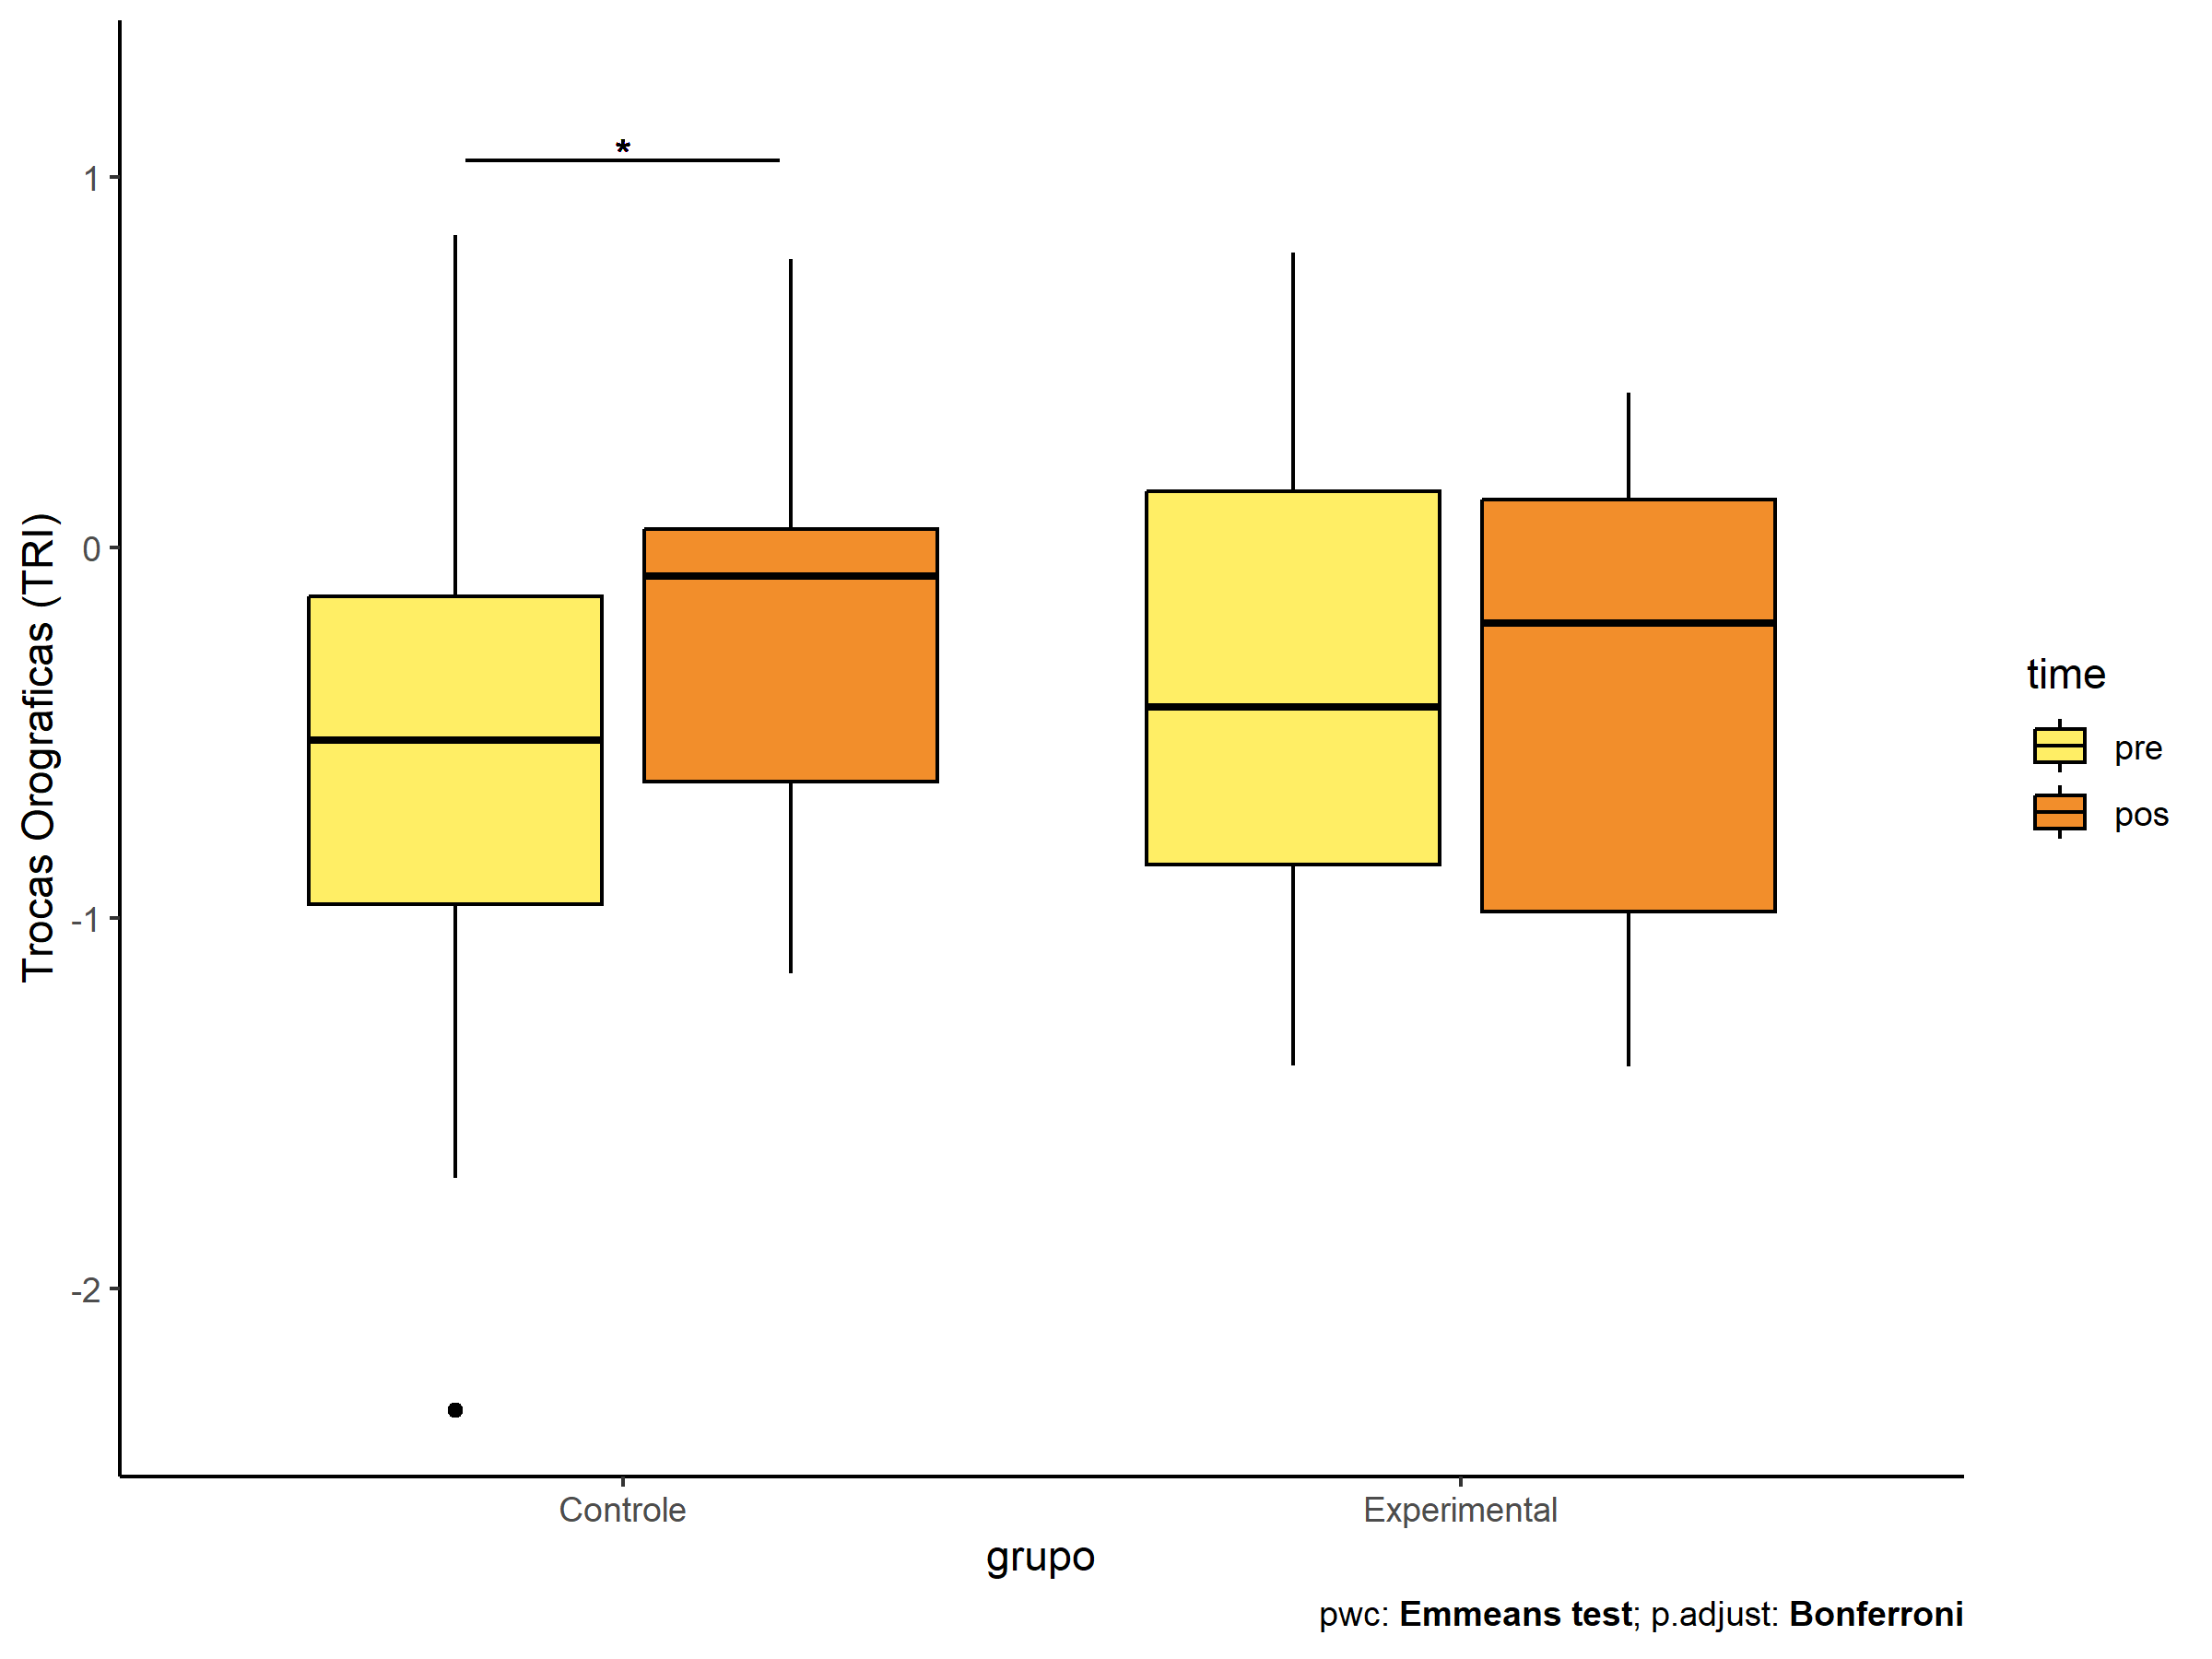 *
1
0
-1
-2
Trocas Orograficas (TRI)
Controle
Experimental
grupo
time
pre
pos
pwc: Emmeans test; p.adjust: Bonferroni